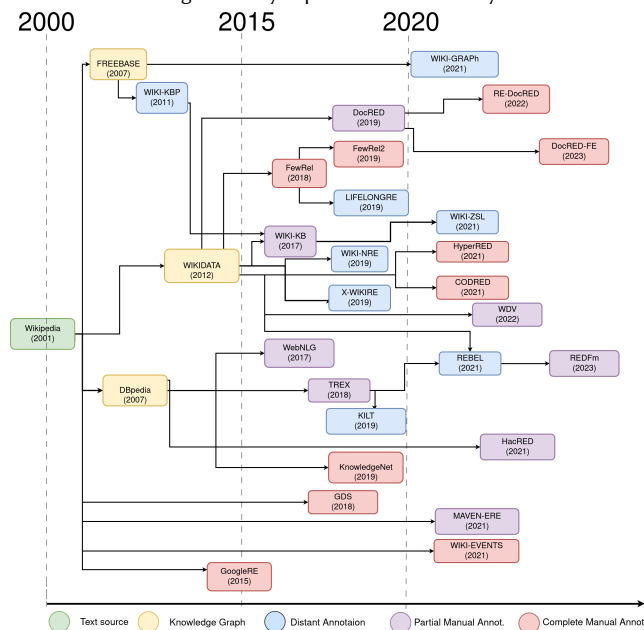 2000 2015 2020
FREEBASE
(2007)
WIKI-GRAPh
(2021)
WIKI-KBP
(2011)
RE-DocRED
(2022)
DocRED
(2019)
FewRel2
(2019)
DocRED-FE
(2023)
FewRel
(2018)
LIFELONGRE
(2019)
WIKI-ZSL
(2021)
WIKI-KB
(2017)
HyperRED
(2021)
WIKIDATA
(2012)
WIKI-NRE
(2019)
CODRED
(2021)
X-WIKIRE
(2019)
WDV
(2022)
Wikipedia
(2001)
WebNLG
(2017)
REBEL
(2021)
REDFm
(2023)
DBpedia
(2007)
TREX
(2018)
KILT
(2019)
HacRED
(2021)
KnowledgeNet
(2019)
GDS
(2018)
MAVEN-ERE
(2021)
WIKI-EVENTS
(2021)
GoogleRE
(2015)
Text source Knowledge Graph Distant Annotaion Partial Manual Annot. Complete Manual Annot